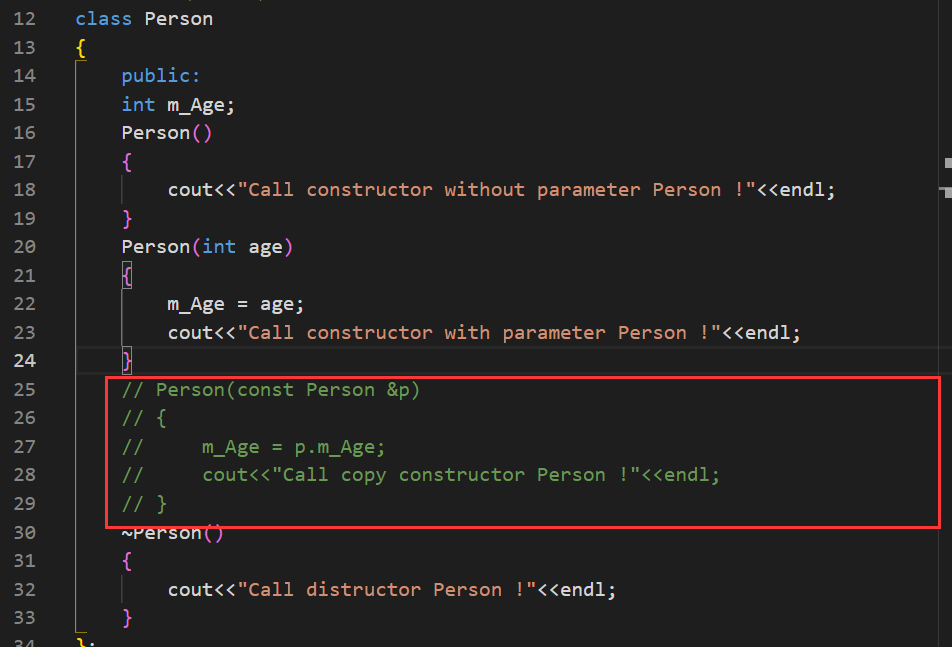 12 class Person
13 {
14     public:
15     int m_Age;
16     Person()
17     {
18         cout<<"Call constructor without parameter Person !"<<endl;
19     }
20     Person(int age)
21     {
22         m_Age = age;
23         cout<<"Call constructor with parameter Person !"<<endl;
24     }
25     // Person(const Person &p)
26     // {
27     //     m_Age = p.m_Age;
28     //     cout<<"Call copy constructor Person !"<<endl;
29     // }
30     ~Person()
31     {
32         cout<<"Call distructor Person !"<<endl;
33     }
34 };